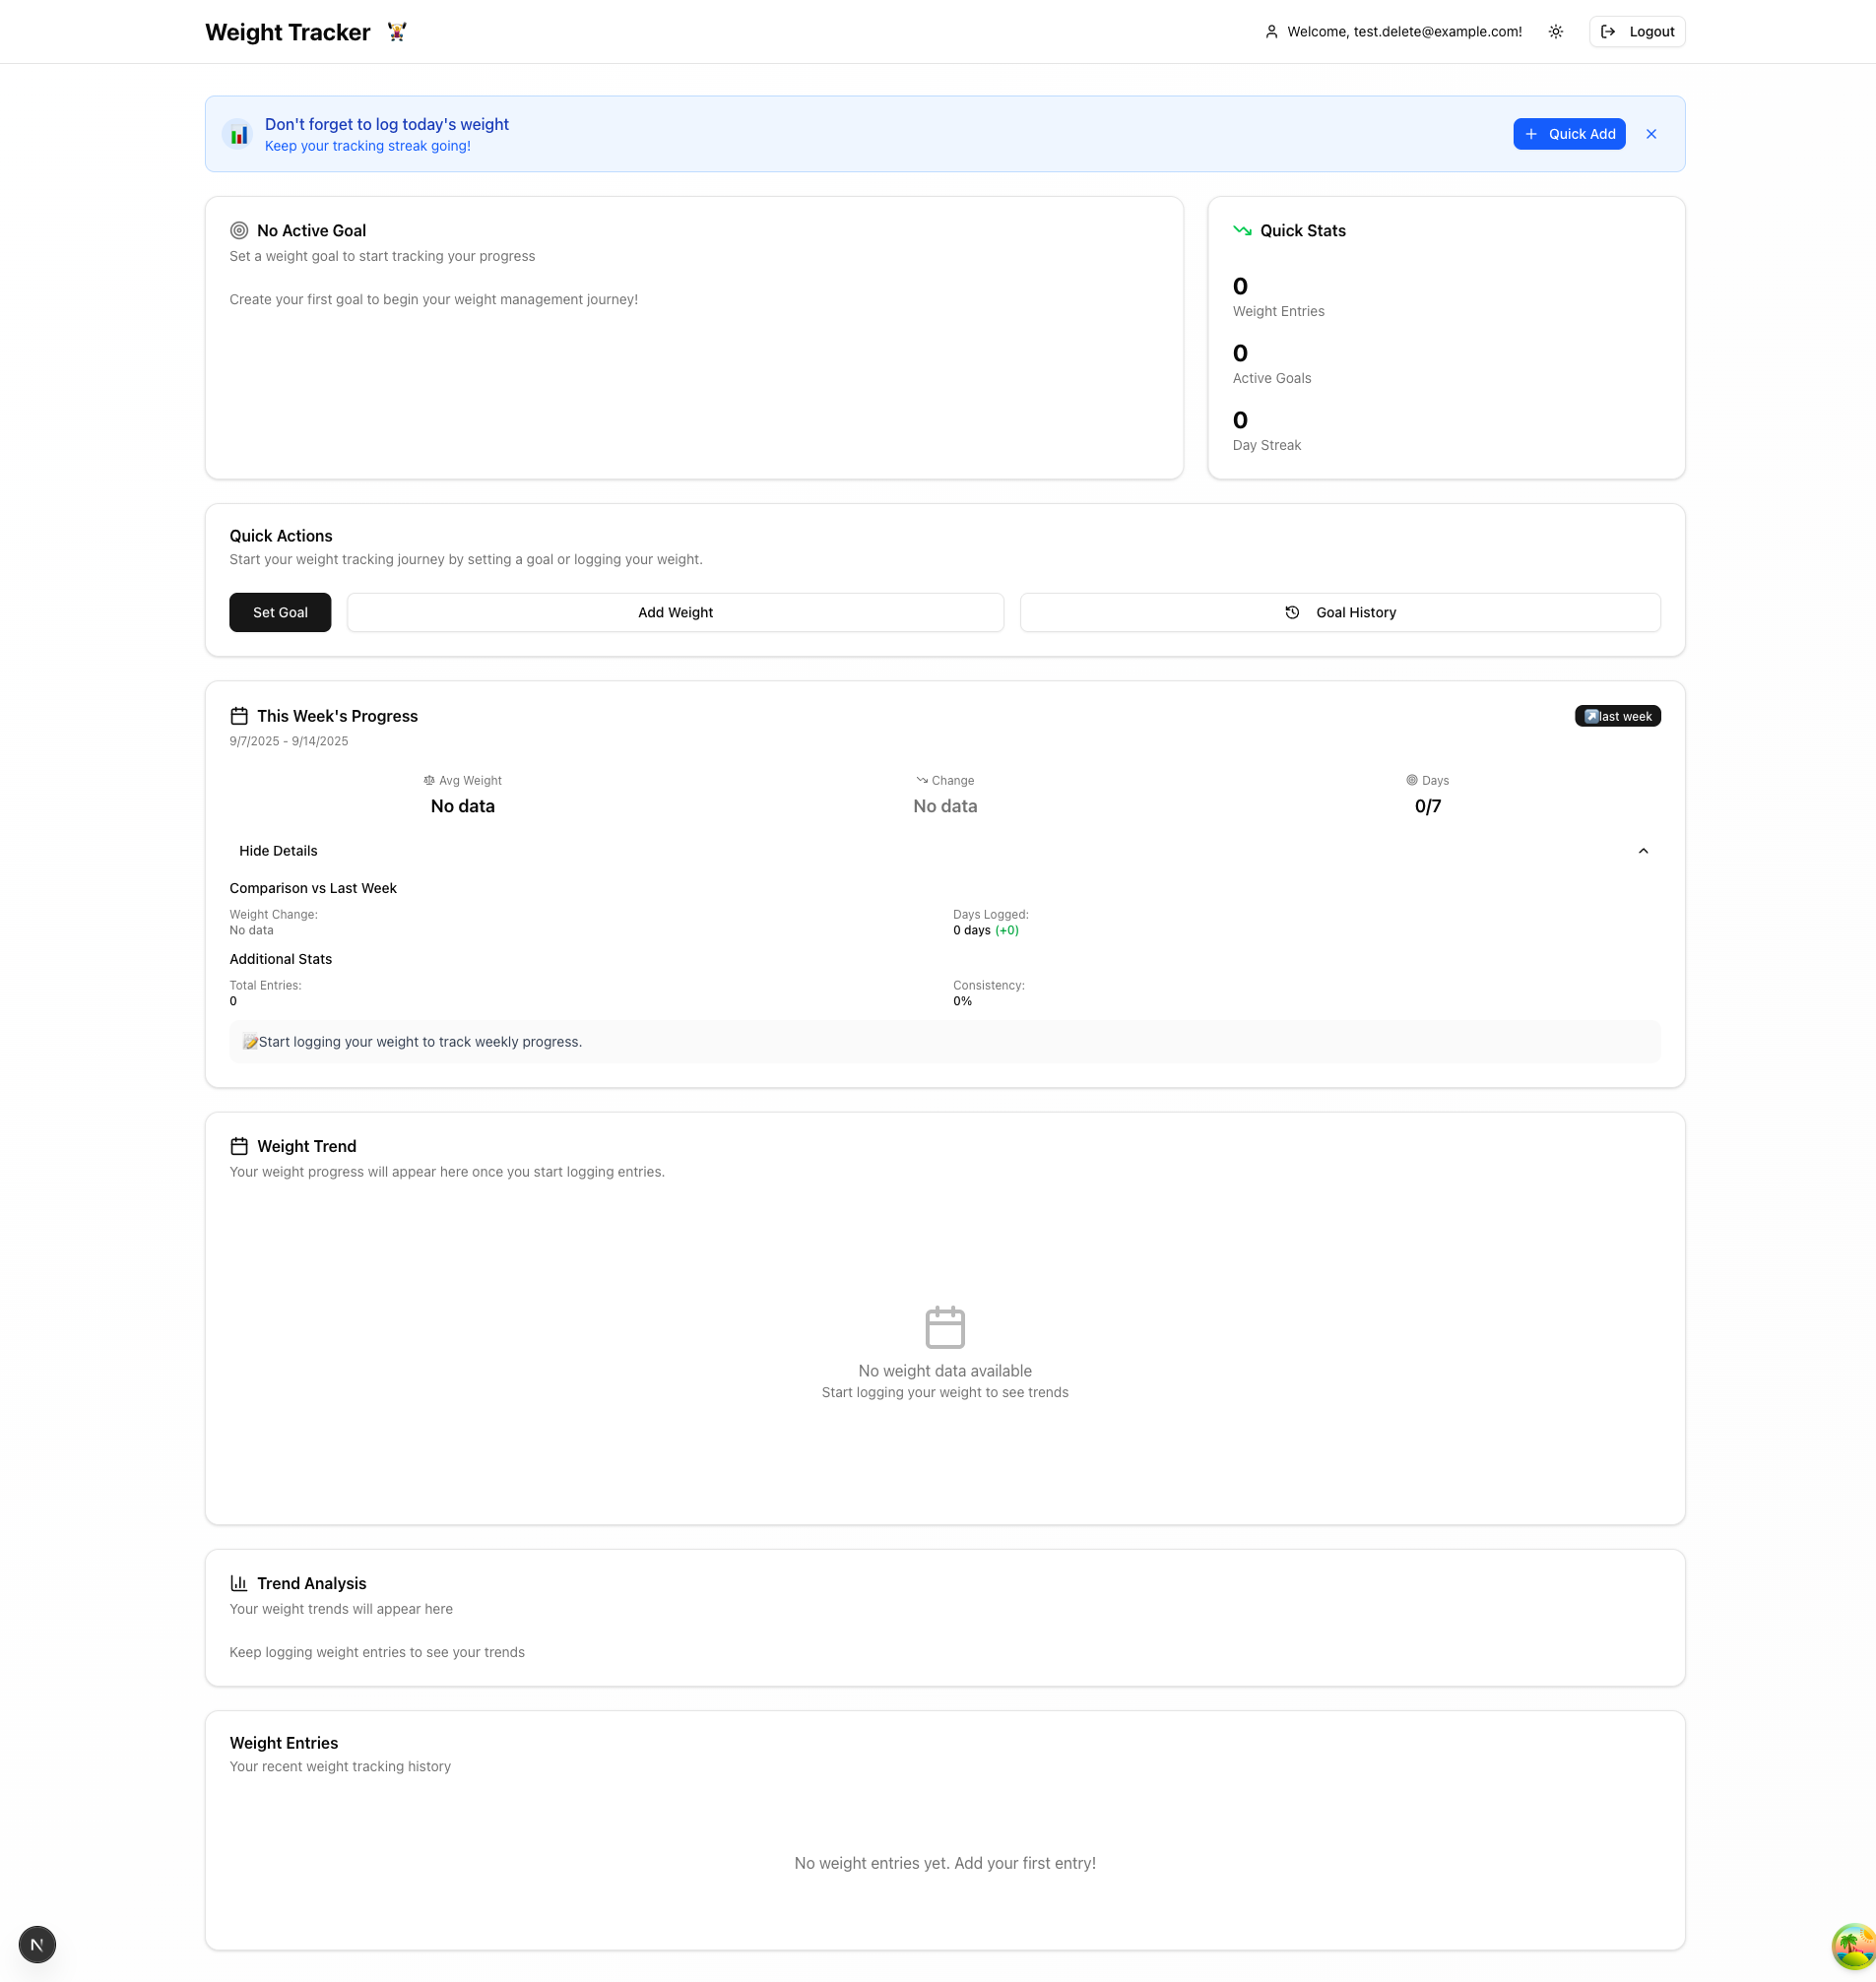 Weight Tracker 🏋️
Welcome, test.delete@example.com!
Logout
Don't forget to log today's weight
Keep your tracking streak going!
Quick Add
No Active Goal
Set a weight goal to start tracking your progress
Create your first goal to begin your weight management journey!
Quick Stats
0
Weight Entries
0
Active Goals
0
Day Streak
Quick Actions
Start your weight tracking journey by setting a goal or logging your weight.
Set Goal
Add Weight
Goal History
This Week's Progress
↗️last week
9/7/2025 - 9/14/2025
Avg Weight
No data
Change
No data
Days
0/7
Hide Details
Comparison vs Last Week
Weight Change:
No data
Days Logged:
0 days (+0)
Additional Stats
Total Entries:
0
Consistency:
0%
📝Start logging your weight to track weekly progress.
Weight Trend
Your weight progress will appear here once you start logging entries.
No weight data available
Start logging your weight to see trends
Trend Analysis
Your weight trends will appear here
Keep logging weight entries to see your trends
Weight Entries
Your recent weight tracking history
No weight entries yet. Add your first entry!
N